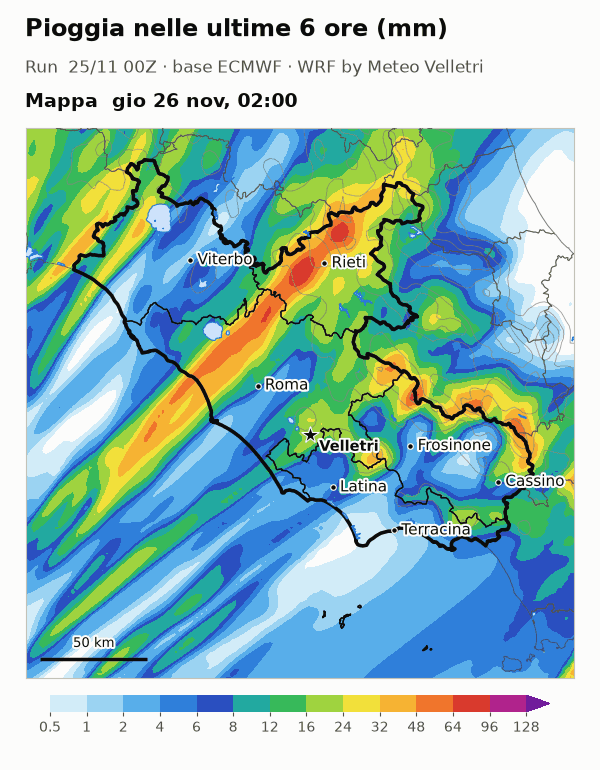 Pioggia nelle ultime 6 ore (mm)
Run 25/11 00Z · base ECMWF · WRF by Meteo Velletri
Mappa gio 26 nov, 02:00
Viterbo
Rieti
Roma
Velletri
Frosinone
Cassino
Latina
Terracina
50 km
0.5 1 2 4 6 8 12 16 24 32 48 64 96 128